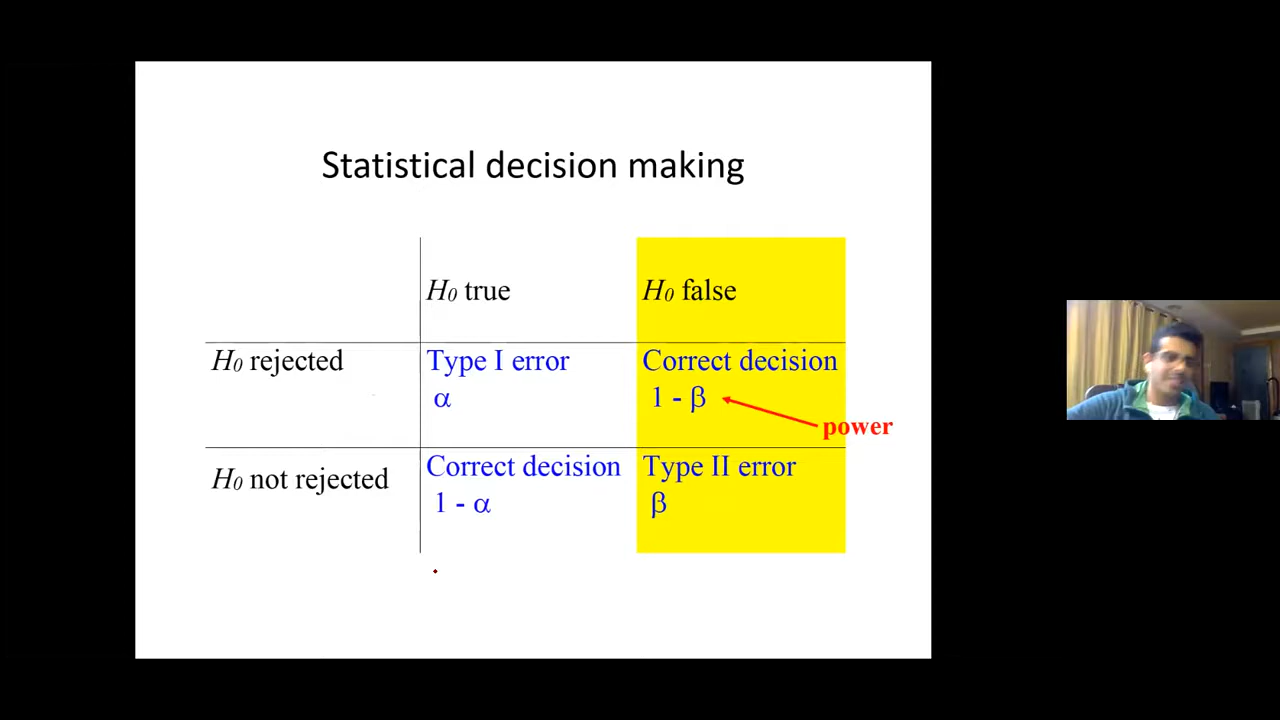 Statistical decision making
H0 true
H0 false
H0 rejected
Type I error
Correct decision
α
1 - β
power
H0 not rejected
Correct decision
Type II error
1 - α
β